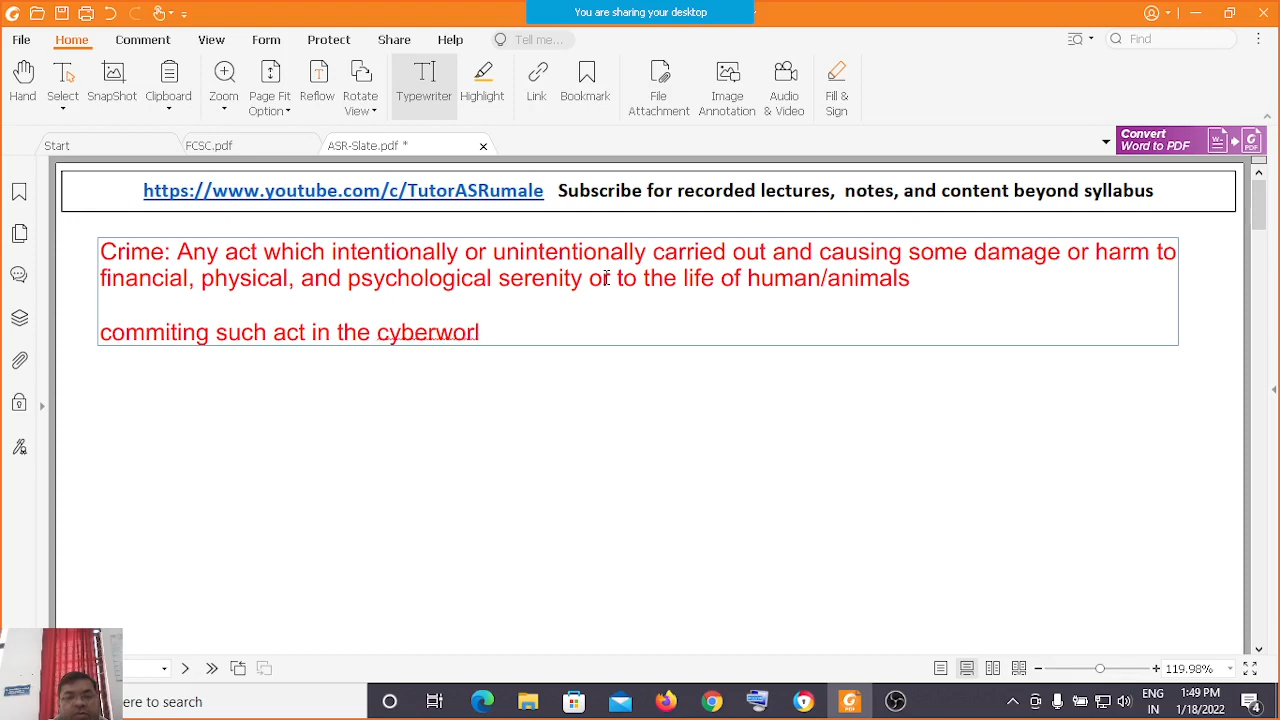 You are sharing your desktop
File Home Comment View Form Protect Share Help Tell me... Find
Hand Select SnapShot Clipboard Zoom Page Fit Option Reflow Rotate View Typewriter Highlight Link Bookmark File Attachment Image Annotation Audio & Video Fill & Sign
Start FCSC.pdf ASR-Slate.pdf * Convert Word to PDF
https://www.youtube.com/c/TutorASRumale Subscribe for recorded lectures, notes, and content beyond syllabus
Crime: Any act which intentionally or unintentionally carried out and causing some damage or harm to
financial, physical, and psychological serenity or to the life of human/animals
commiting such act in the cyberworl
119.98%
here to search
ENG
IN
1:49 PM
1/18/2022
4